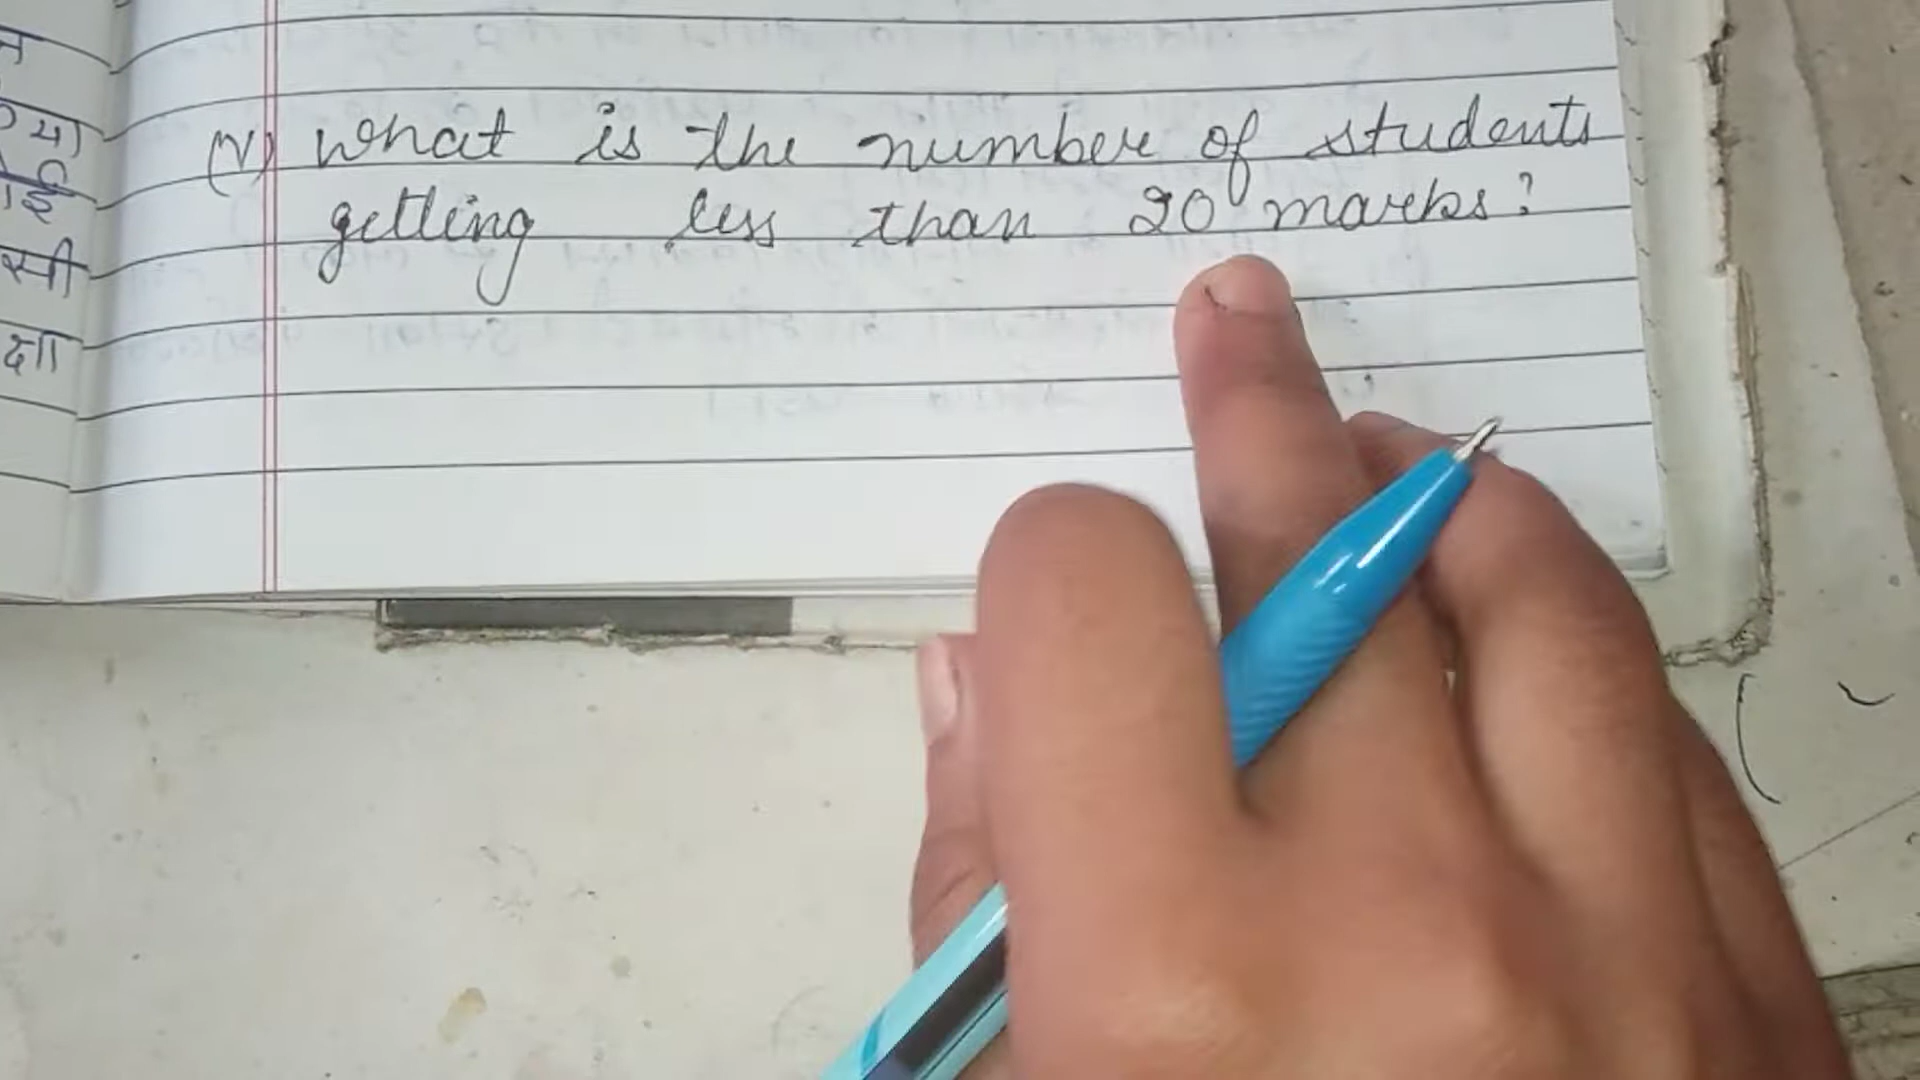 (V) What is the number of students
getting less than 20 marks?
सी